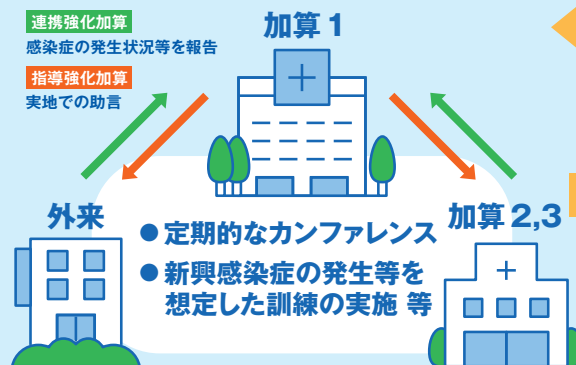 連携強化加算
感染症の発生状況等を報告
指導強化加算
実地での助言
加算1
外来
加算2,3
●定期的なカンファレンス
●新興感染症の発生等を
想定した訓練の実施 等